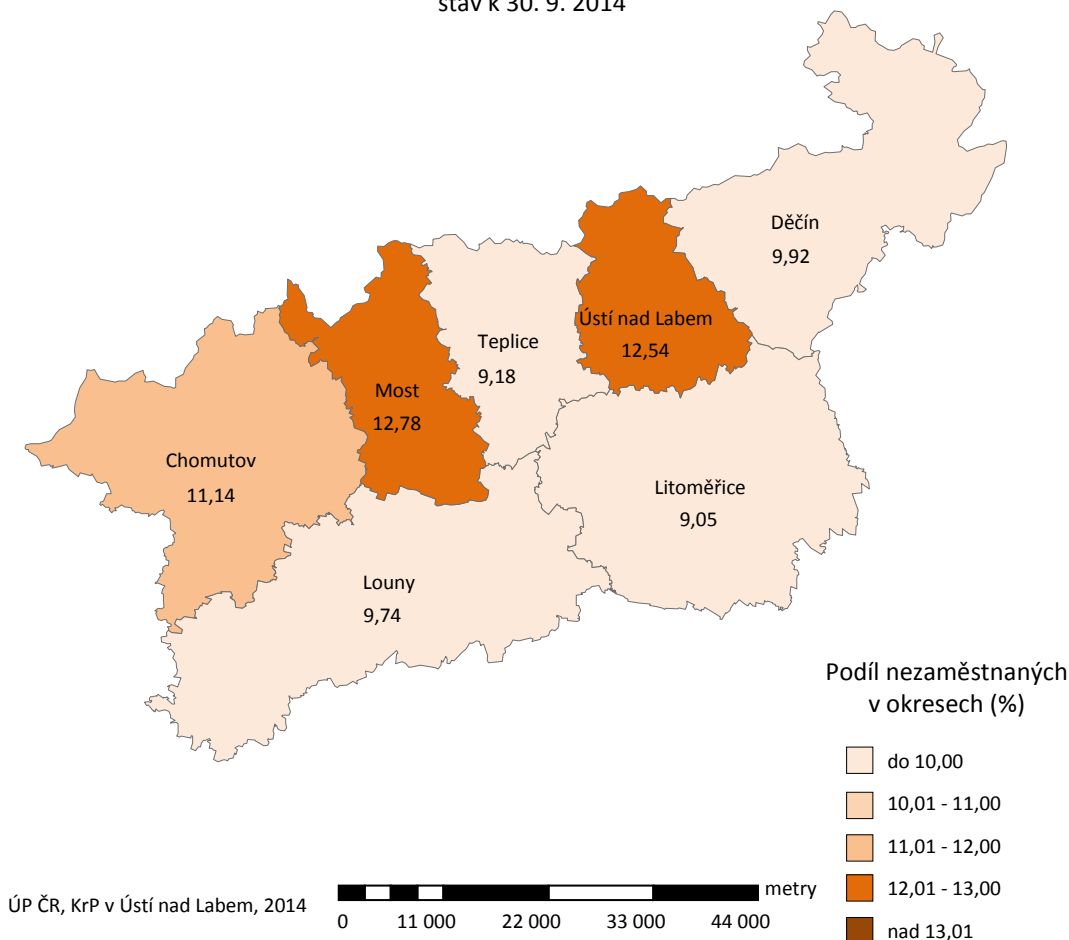 stav k 30. 9. 2014
Děčín
9,92
Ústí nad Labem
12,54
Teplice
9,18
Most
12,78
Chomutov
11,14
Litoměřice
9,05
Louny
9,74
Podíl nezaměstnaných
v okresech (%)
do 10,00
10,01 - 11,00
11,01 - 12,00
12,01 - 13,00
nad 13,01
ÚP ČR, KrP v Ústí nad Labem, 2014
metry
0 11 000 22 000 33 000 44 000